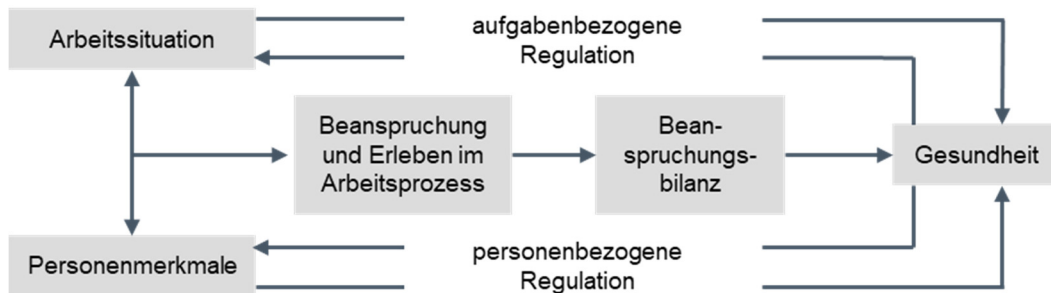 Arbeitssituation
aufgabenbezogene
Regulation
Beanspruchung
und Erleben im
Arbeitsprozess
Bean-
spruchungs-
bilanz
Gesundheit
Personenmerkmale
personenbezogene
Regulation